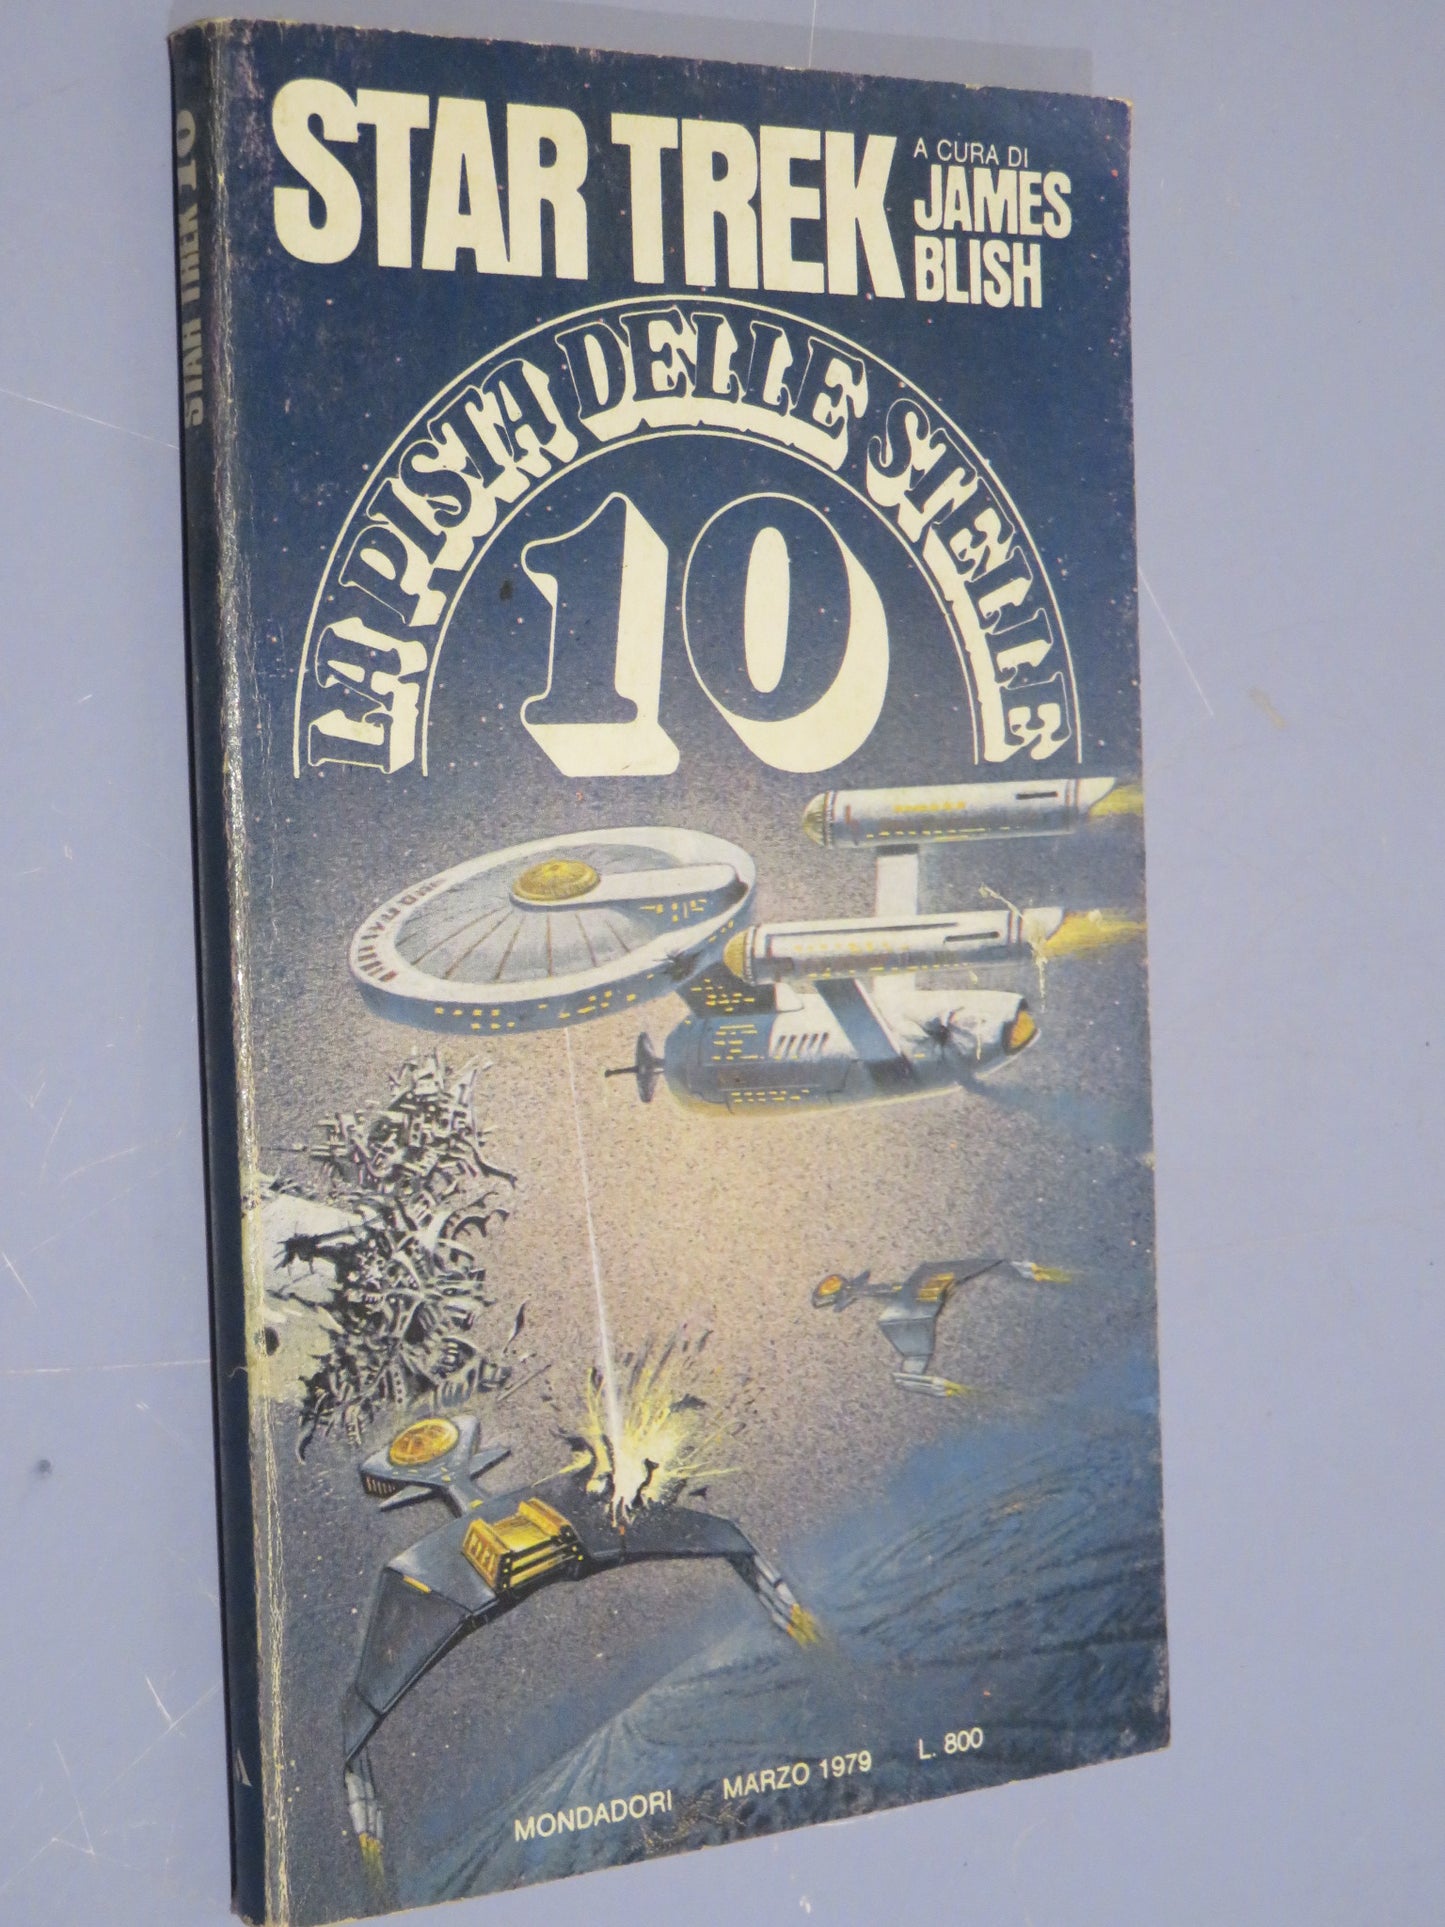 STAR TREK 10
STAR TREK
A CURA DI
JAMES
BLISH
LA PISTA DELLE STELLE
10
MONDADORI MARZO 1979 L. 800